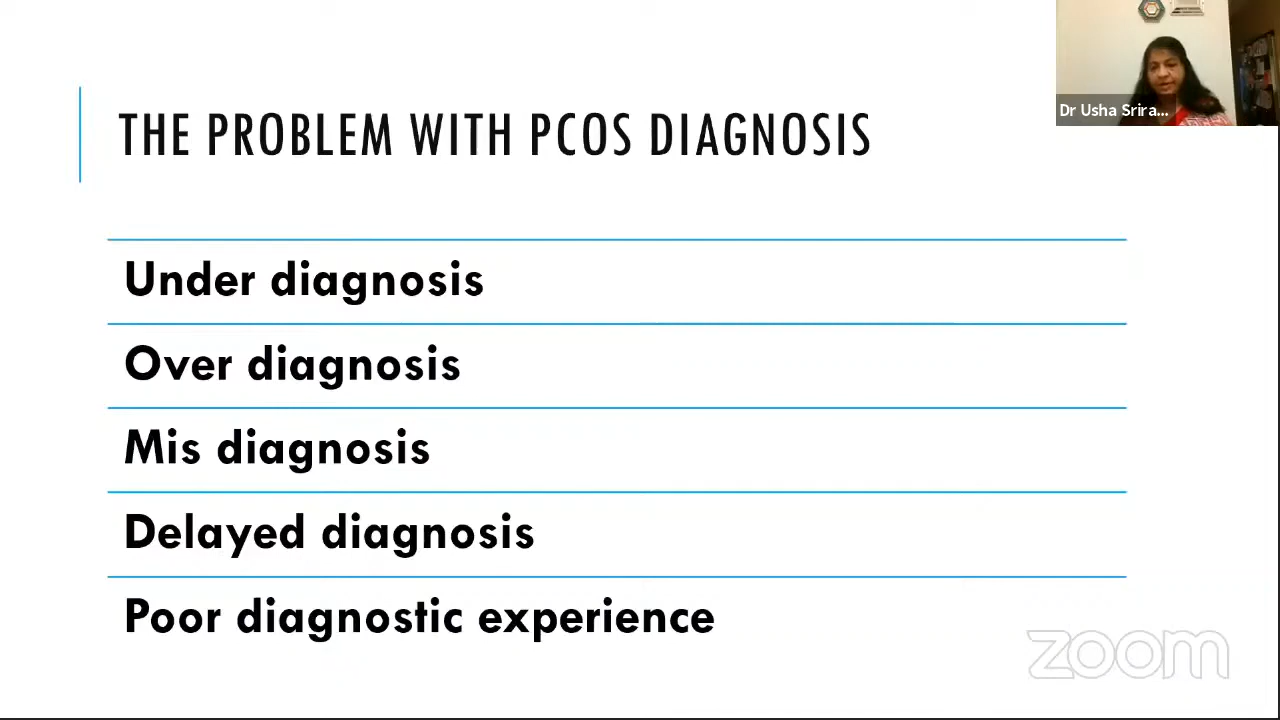 Dr Usha Srira...
THE PROBLEM WITH PCOS DIAGNOSIS
Under diagnosis
Over diagnosis
Mis diagnosis
Delayed diagnosis
Poor diagnostic experience
zoom